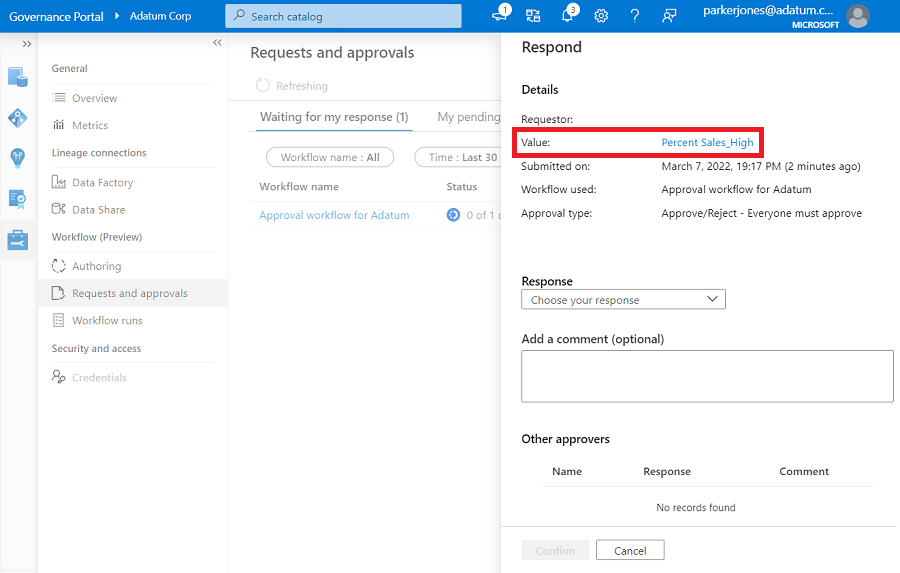 Governance Portal Adatum Corp Search catalog 1 3 ? parkerjones@adatum.c...
MICROSOFT
General
Overview
Metrics
Lineage connections
Data Factory
Data Share
Workflow (Preview)
Authoring
Requests and approvals
Workflow runs
Security and access
Credentials
Requests and approvals
Refreshing
Waiting for my response (1) My pending
Workflow name : All Time : Last 30
Workflow name Status
Approval workflow for Adatum 0 of 1 c
Respond
Details
Requestor:
Value: Percent Sales_High
Submitted on: March 7, 2022, 19:17 PM (2 minutes ago)
Workflow used: Approval workflow for Adatum
Approval type: Approve/Reject - Everyone must approve
Response
Choose your response
Add a comment (optional)
Other approvers
Name Response Comment
No records found
Confirm Cancel